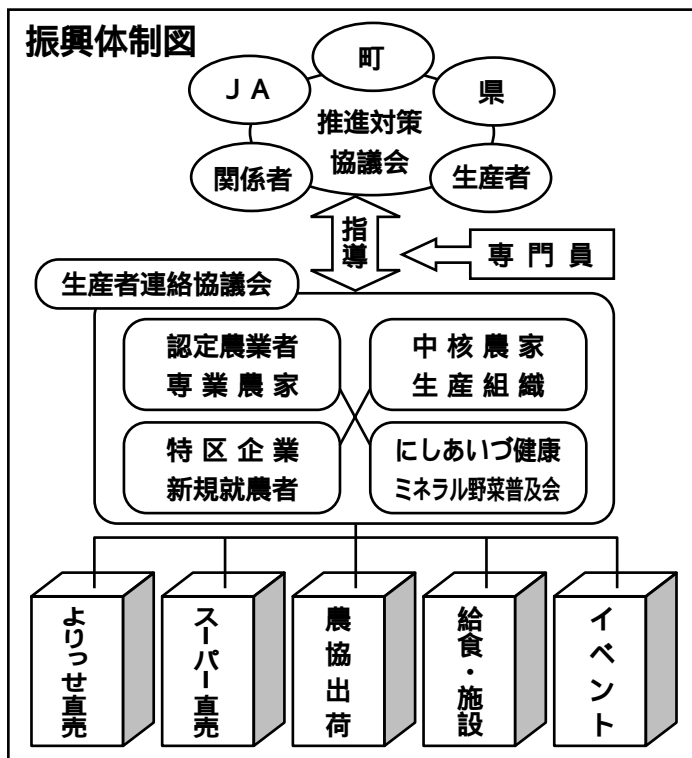 振興体制図
町
JA
県
推進対策
協議会
関係者
生産者
指導
専門員
生産者連絡協議会
認定農業者
専業農家
中核農家
生産組織
特区企業
新規就農者
にしあいづ健康
ミネラル野菜普及会
よりっせ直売
スーパー直売
農協出荷
給食・施設
イベント